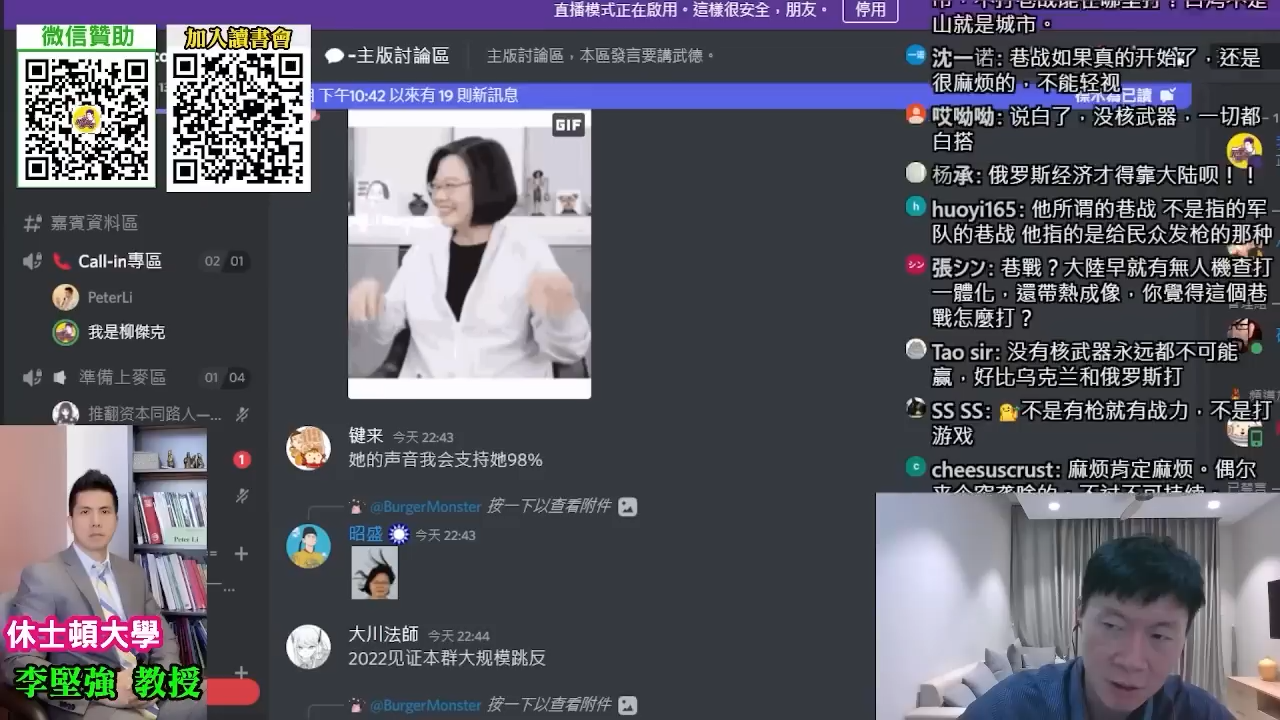 直播模式正在啟用。這樣很安全，朋友。
停用
微信贊助
加入讀書會
-主版討論區
主版討論區，本區發言要講武德。
下午10:42 以來有 19 則新訊息
GIF
嘉賓資料區
Call-in專區
02 01
PeterLi
我是柳傑克
準備上麥區
01 04
推翻资本同路人—...
1
键来 今天 22:43
她的声音我会支持她98%
@BurgerMonster 按一下以查看附件
昭盛 今天 22:43
大川法師 今天 22:44
2022见证本群大规模跳反
@BurgerMonster 按一下以查看附件
Peter Li
休士頓大學
李堅強 教授
山就是城市。
沈一诺: 巷战如果真的开始了，还是
很麻烦的，不能轻视
哎呦呦: 说白了，没核武器，一切都
白搭
杨承: 俄罗斯经济才得靠大陆呗！！
huoyi165: 他所谓的巷战 不是指的军
队的巷战 他指的是给民众发枪的那种
張シン: 巷戰？大陸早就有無人機查打
一體化，還帶熱成像，你覺得這個巷
戰怎麼打？
Tao sir: 没有核武器永远都不可能
赢，好比乌克兰和俄罗斯打
SS SS: 不是有枪就有战力，不是打
游戏
cheesuscrust: 麻烦肯定麻烦。偶尔